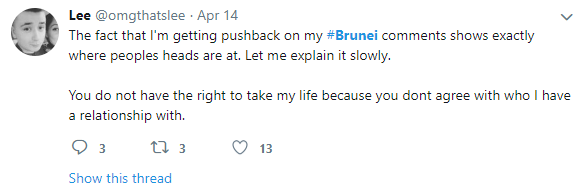 Lee @omgthatslee · Apr 14
The fact that I'm getting pushback on my #Brunei comments shows exactly
where peoples heads are at. Let me explain it slowly.
You do not have the right to take my life because you dont agree with who I have
a relationship with.
3 3 13
Show this thread